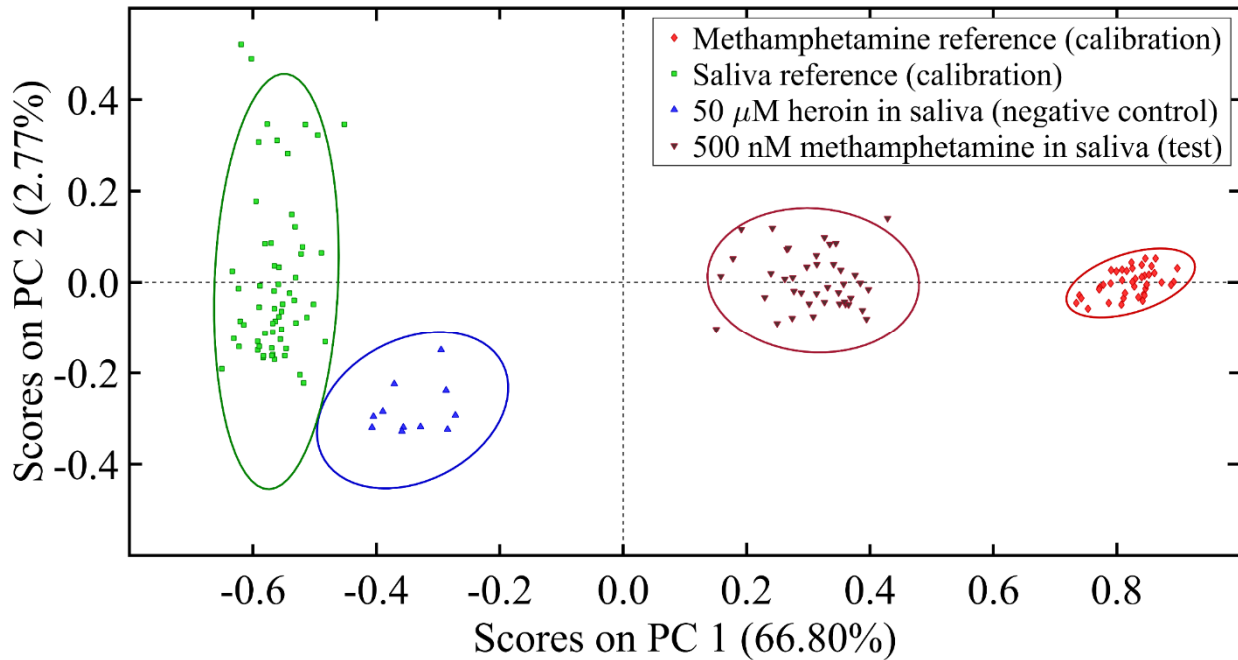 Methamphetamine reference (calibration)
Saliva reference (calibration)
50 μM heroin in saliva (negative control)
500 nM methamphetamine in saliva (test)
Scores on PC 2 (2.77%)
0.4
0.2
0.0
-0.2
-0.4
-0.6
-0.4
-0.2
0.0
0.2
0.4
0.6
0.8
Scores on PC 1 (66.80%)